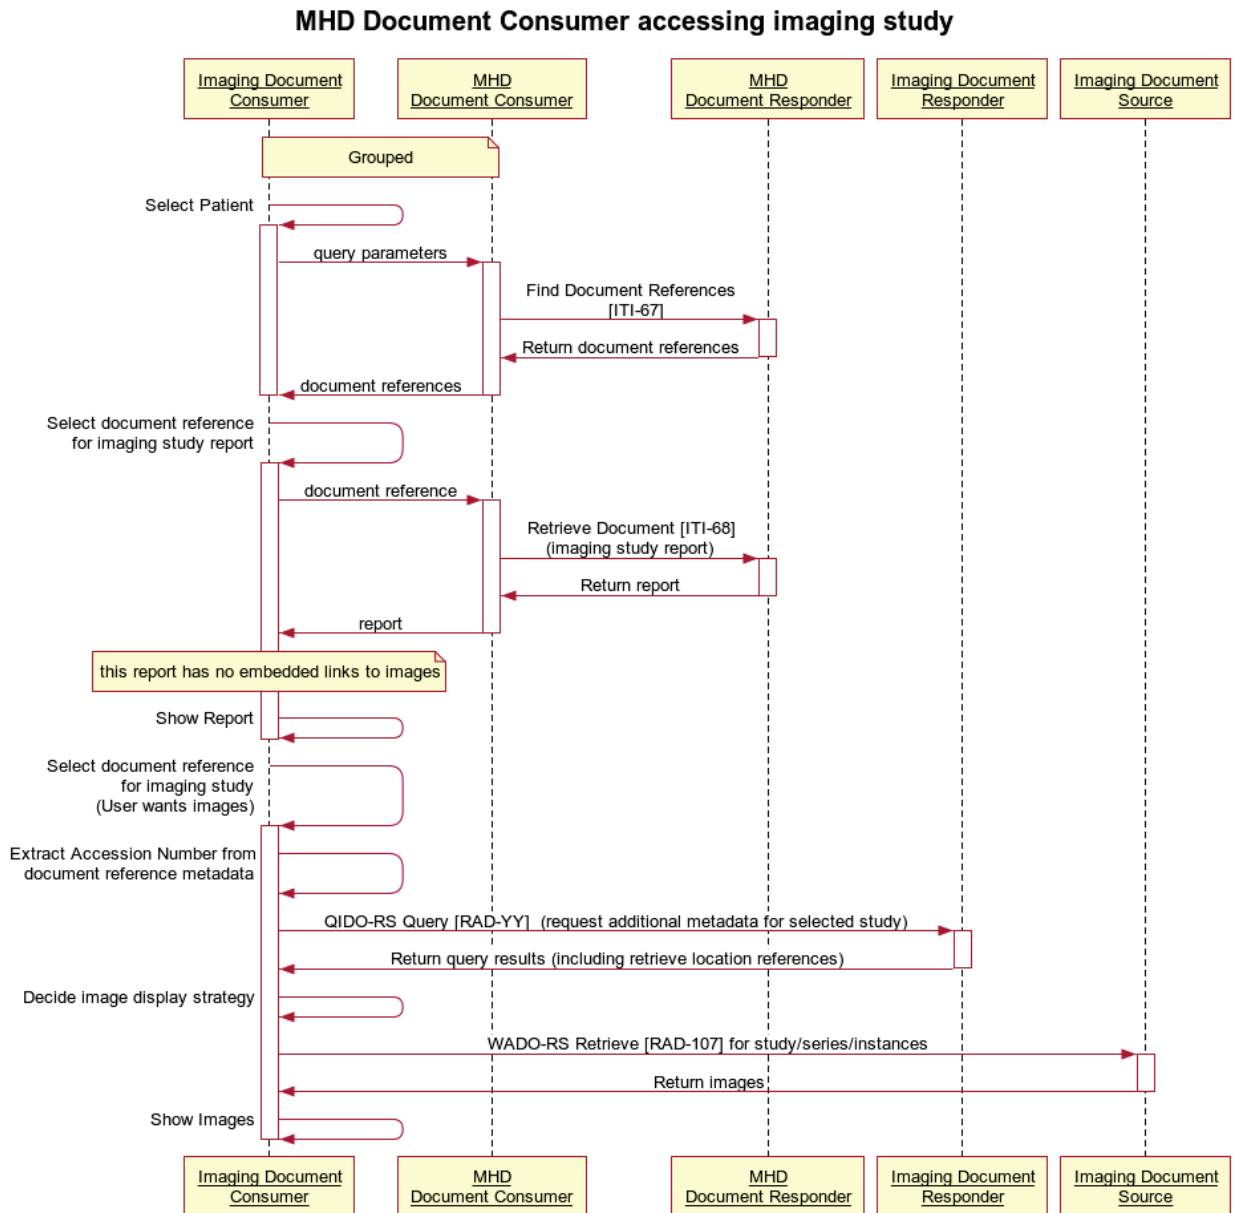 MHD Document Consumer accessing imaging study
Imaging Document
Consumer
MHD
Document Consumer
MHD
Document Responder
Imaging Document
Responder
Imaging Document
Source
Grouped
Select Patient
query parameters
Find Document References
[ITI-67]
Return document references
document references
Select document reference
for imaging study report
document reference
Retrieve Document [ITI-68]
(imaging study report)
Return report
report
this report has no embedded links to images
Show Report
Select document reference
for imaging study
(User wants images)
Extract Accession Number from
document reference metadata
QIDO-RS Query [RAD-YY]  (request additional metadata for selected study)
Return query results (including retrieve location references)
Decide image display strategy
WADO-RS Retrieve [RAD-107] for study/series/instances
Return images
Show Images
Imaging Document
Consumer
MHD
Document Consumer
MHD
Document Responder
Imaging Document
Responder
Imaging Document
Source